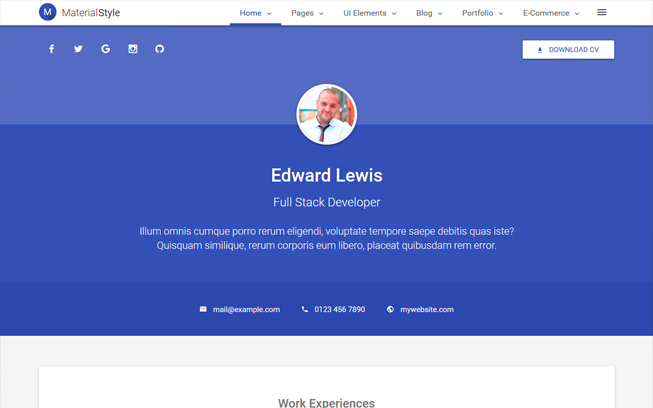 M MaterialStyle
Home Pages UI Elements Blog Portfolio E-Commerce
DOWNLOAD CV
Edward Lewis
Full Stack Developer
Illum omnis cumque porro rerum eligendi, voluptate tempore saepe debitis quas iste?
Quisquam similique, rerum corporis eum libero, placeat quibusdam rem error.
mail@example.com 0123 456 7890 mywebsite.com
Work Experiences